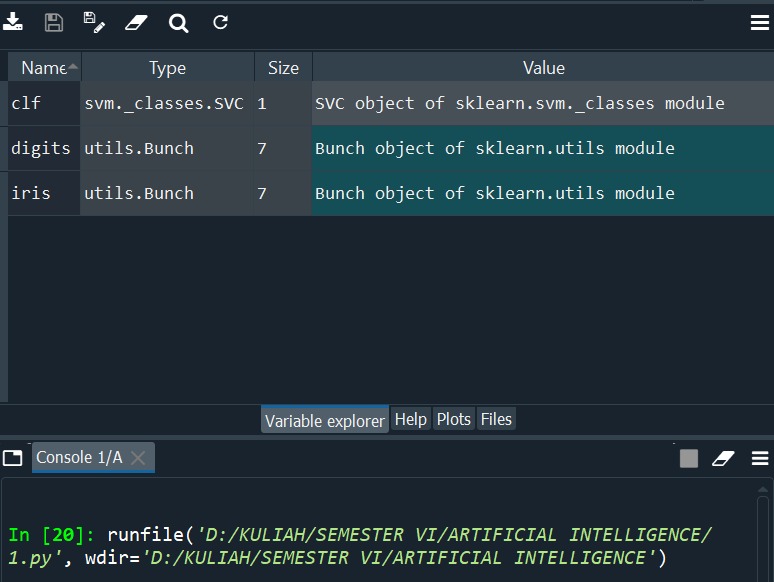 Name Type Size Value
clf svm._classes.SVC 1 SVC object of sklearn.svm._classes module
digits utils.Bunch 7 Bunch object of sklearn.utils module
iris utils.Bunch 7 Bunch object of sklearn.utils module
Variable explorer Help Plots Files
Console 1/A
In [20]: runfile('D:/KULIAH/SEMESTER VI/ARTIFICIAL INTELLIGENCE/
1.py', wdir='D:/KULIAH/SEMESTER VI/ARTIFICIAL INTELLIGENCE')